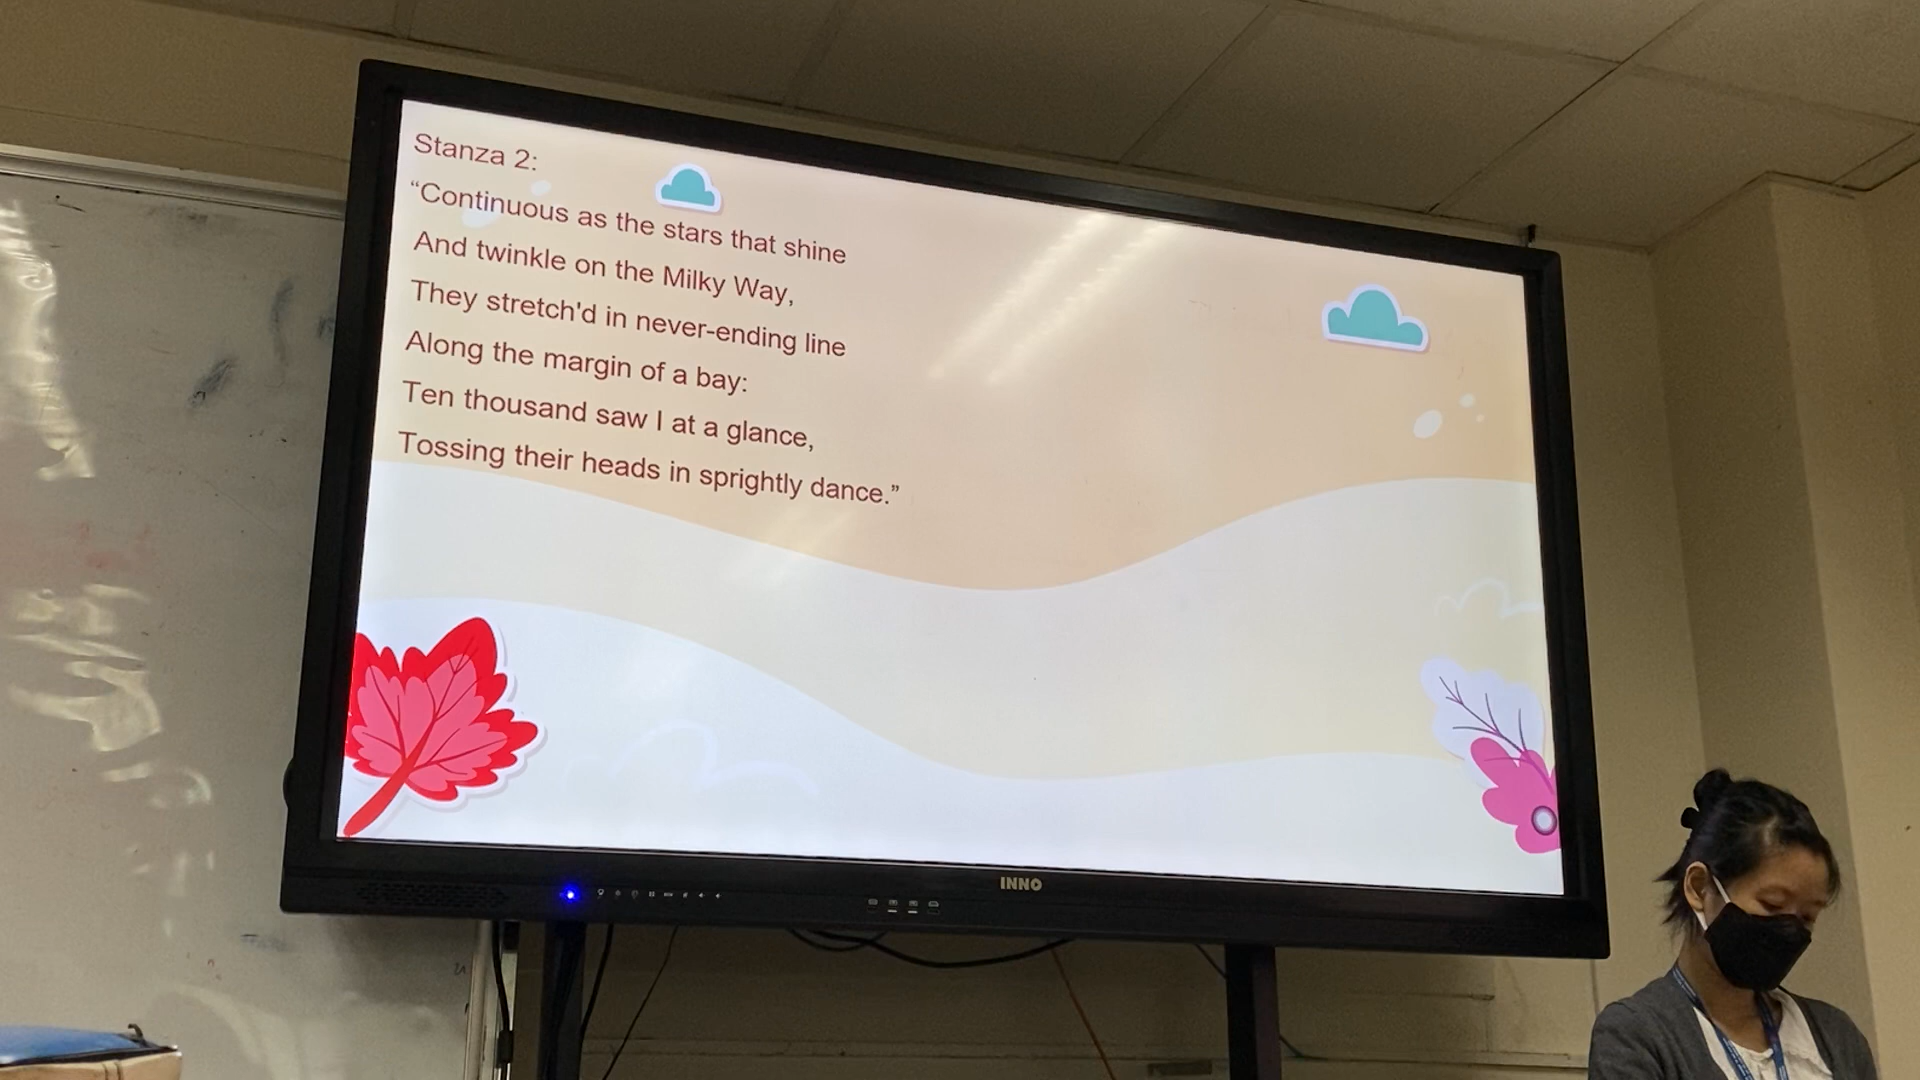 Stanza 2:
“Continuous as the stars that shine
And twinkle on the Milky Way,
They stretch'd in never-ending line
Along the margin of a bay:
Ten thousand saw I at a glance,
Tossing their heads in sprightly dance.”
INNO